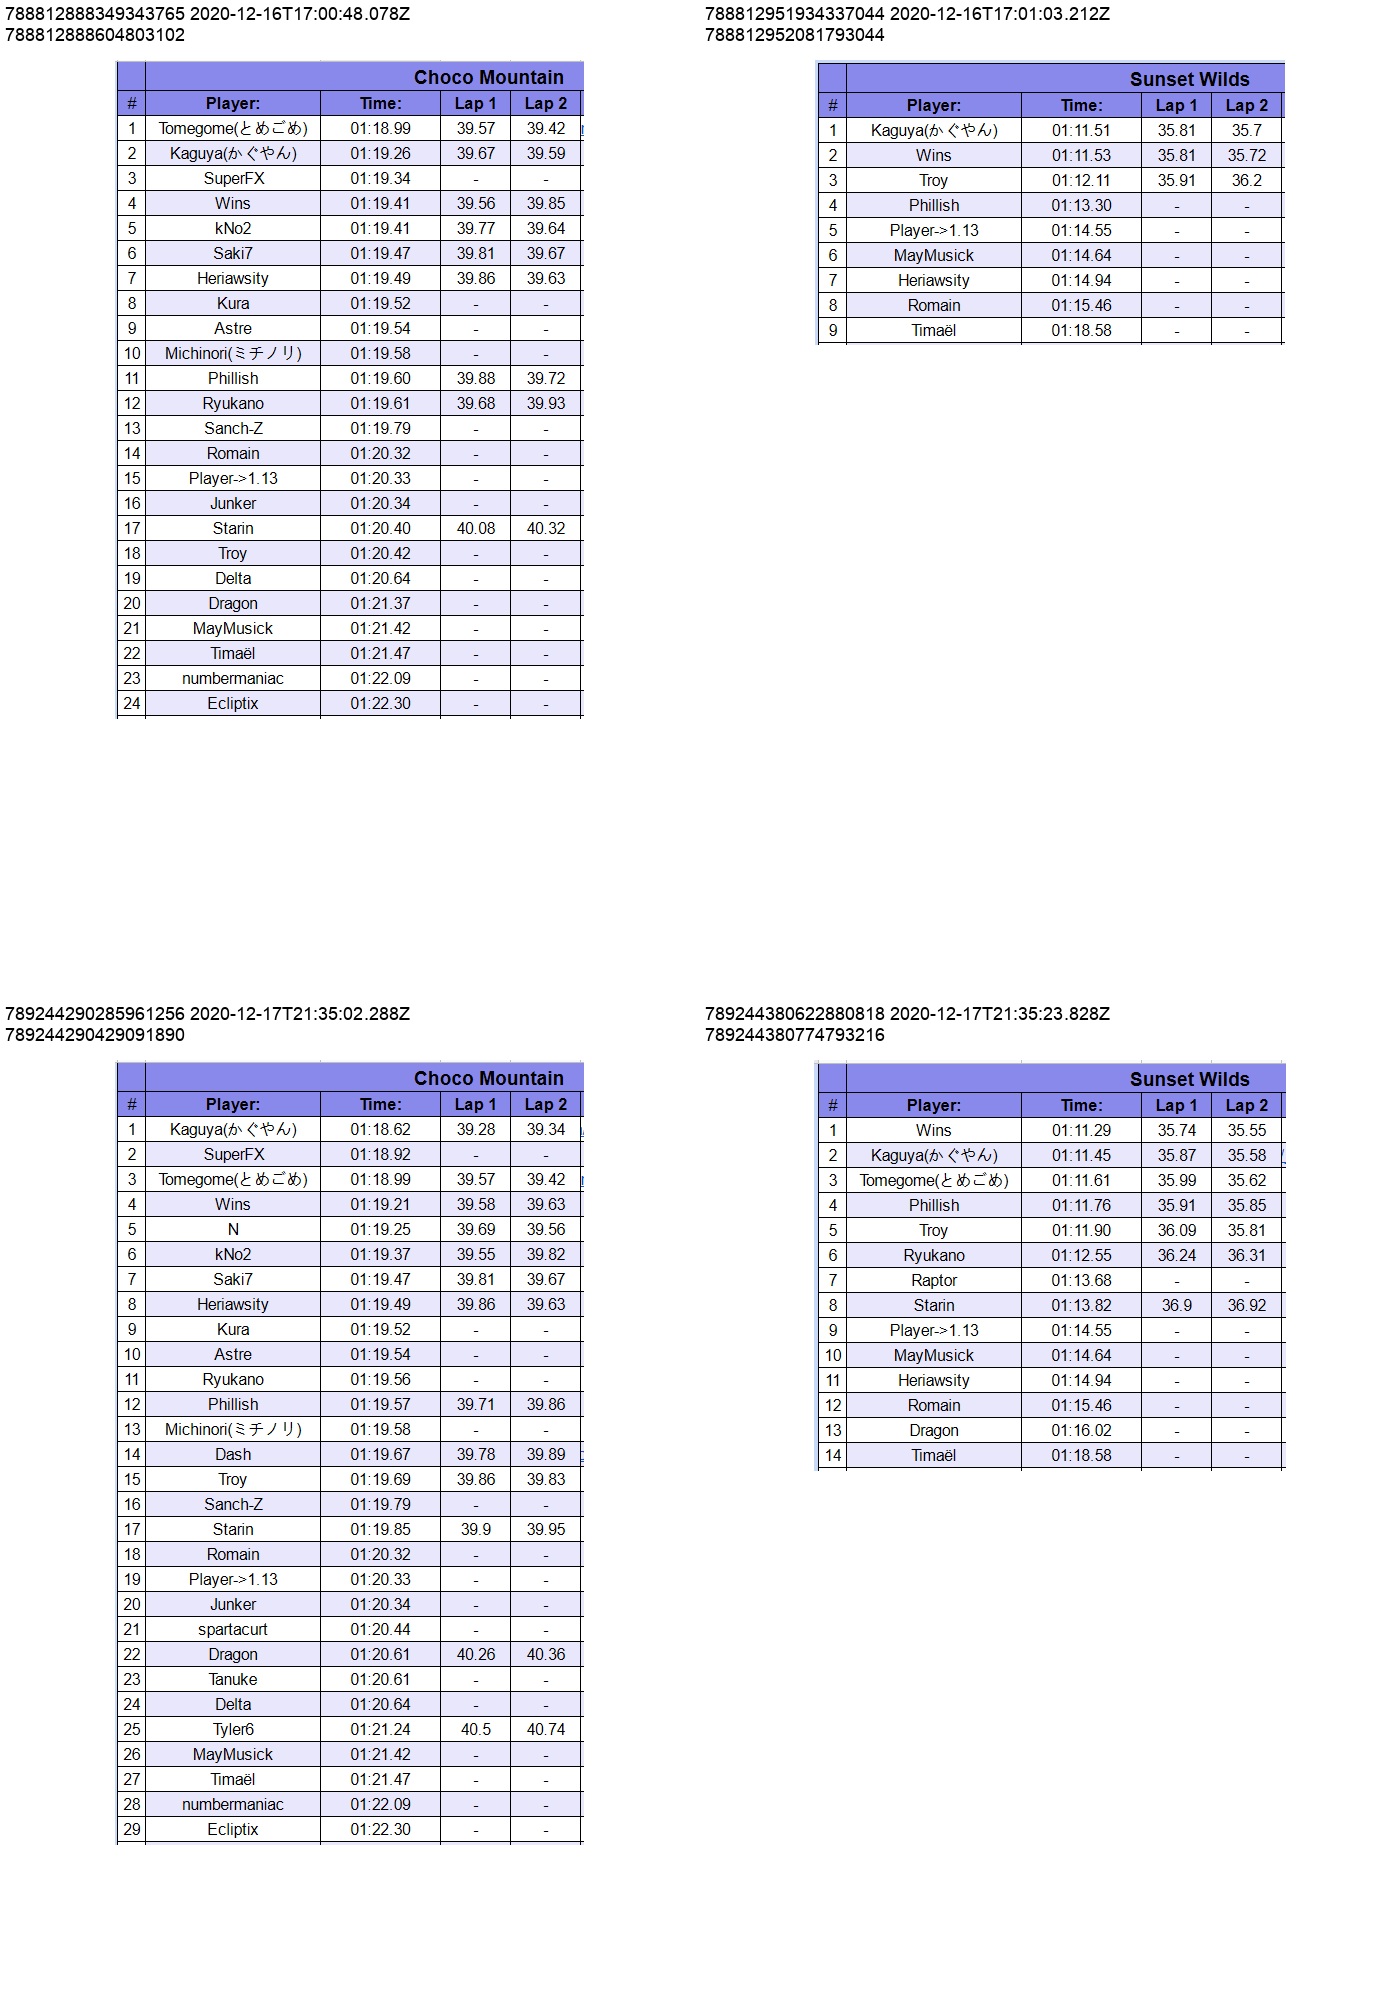 788812888349343765 2020-12-16T17:00:48.078Z
788812888604803102
Choco Mountain
# Player: Time: Lap 1 Lap 2
1 Tomegome(とめごめ) 01:18.99 39.57 39.42
2 Kaguya(かぐやん) 01:19.26 39.67 39.59
3 SuperFX 01:19.34 - -
4 Wins 01:19.41 39.56 39.85
5 kNo2 01:19.41 39.77 39.64
6 Saki7 01:19.47 39.81 39.67
7 Heriawsity 01:19.49 39.86 39.63
8 Kura 01:19.52 - -
9 Astre 01:19.54 - -
10 Michinori(ミチノリ) 01:19.58 - -
11 Phillish 01:19.60 39.88 39.72
12 Ryukano 01:19.61 39.68 39.93
13 Sanch-Z 01:19.79 - -
14 Romain 01:20.32 - -
15 Player->1.13 01:20.33 - -
16 Junker 01:20.34 - -
17 Starin 01:20.40 40.08 40.32
18 Troy 01:20.42 - -
19 Delta 01:20.64 - -
20 Dragon 01:21.37 - -
21 MayMusick 01:21.42 - -
22 Timaël 01:21.47 - -
23 numbermaniac 01:22.09 - -
24 Ecliptix 01:22.30 - -
788812951934337044 2020-12-16T17:01:03.212Z
788812952081793044
Sunset Wilds
# Player: Time: Lap 1 Lap 2
1 Kaguya(かぐやん) 01:11.51 35.81 35.7
2 Wins 01:11.53 35.81 35.72
3 Troy 01:12.11 35.91 36.2
4 Phillish 01:13.30 - -
5 Player->1.13 01:14.55 - -
6 MayMusick 01:14.64 - -
7 Heriawsity 01:14.94 - -
8 Romain 01:15.46 - -
9 Timaël 01:18.58 - -
789244290285961256 2020-12-17T21:35:02.288Z
789244290429091890
Choco Mountain
# Player: Time: Lap 1 Lap 2
1 Kaguya(かぐやん) 01:18.62 39.28 39.34
2 SuperFX 01:18.92 - -
3 Tomegome(とめごめ) 01:18.99 39.57 39.42
4 Wins 01:19.21 39.58 39.63
5 N 01:19.25 39.69 39.56
6 kNo2 01:19.37 39.55 39.82
7 Saki7 01:19.47 39.81 39.67
8 Heriawsity 01:19.49 39.86 39.63
9 Kura 01:19.52 - -
10 Astre 01:19.54 - -
11 Ryukano 01:19.56 - -
12 Phillish 01:19.57 39.71 39.86
13 Michinori(ミチノリ) 01:19.58 - -
14 Dash 01:19.67 39.78 39.89
15 Troy 01:19.69 39.86 39.83
16 Sanch-Z 01:19.79 - -
17 Starin 01:19.85 39.9 39.95
18 Romain 01:20.32 - -
19 Player->1.13 01:20.33 - -
20 Junker 01:20.34 - -
21 spartacurt 01:20.44 - -
22 Dragon 01:20.61 40.26 40.36
23 Tanuke 01:20.61 - -
24 Delta 01:20.64 - -
25 Tyler6 01:21.24 40.5 40.74
26 MayMusick 01:21.42 - -
27 Timaël 01:21.47 - -
28 numbermaniac 01:22.09 - -
29 Ecliptix 01:22.30 - -
789244380622880818 2020-12-17T21:35:23.828Z
789244380774793216
Sunset Wilds
# Player: Time: Lap 1 Lap 2
1 Wins 01:11.29 35.74 35.55
2 Kaguya(かぐやん) 01:11.45 35.87 35.58
3 Tomegome(とめごめ) 01:11.61 35.99 35.62
4 Phillish 01:11.76 35.91 35.85
5 Troy 01:11.90 36.09 35.81
6 Ryukano 01:12.55 36.24 36.31
7 Raptor 01:13.68 - -
8 Starin 01:13.82 36.9 36.92
9 Player->1.13 01:14.55 - -
10 MayMusick 01:14.64 - -
11 Heriawsity 01:14.94 - -
12 Romain 01:15.46 - -
13 Dragon 01:16.02 - -
14 Timaël 01:18.58 - -